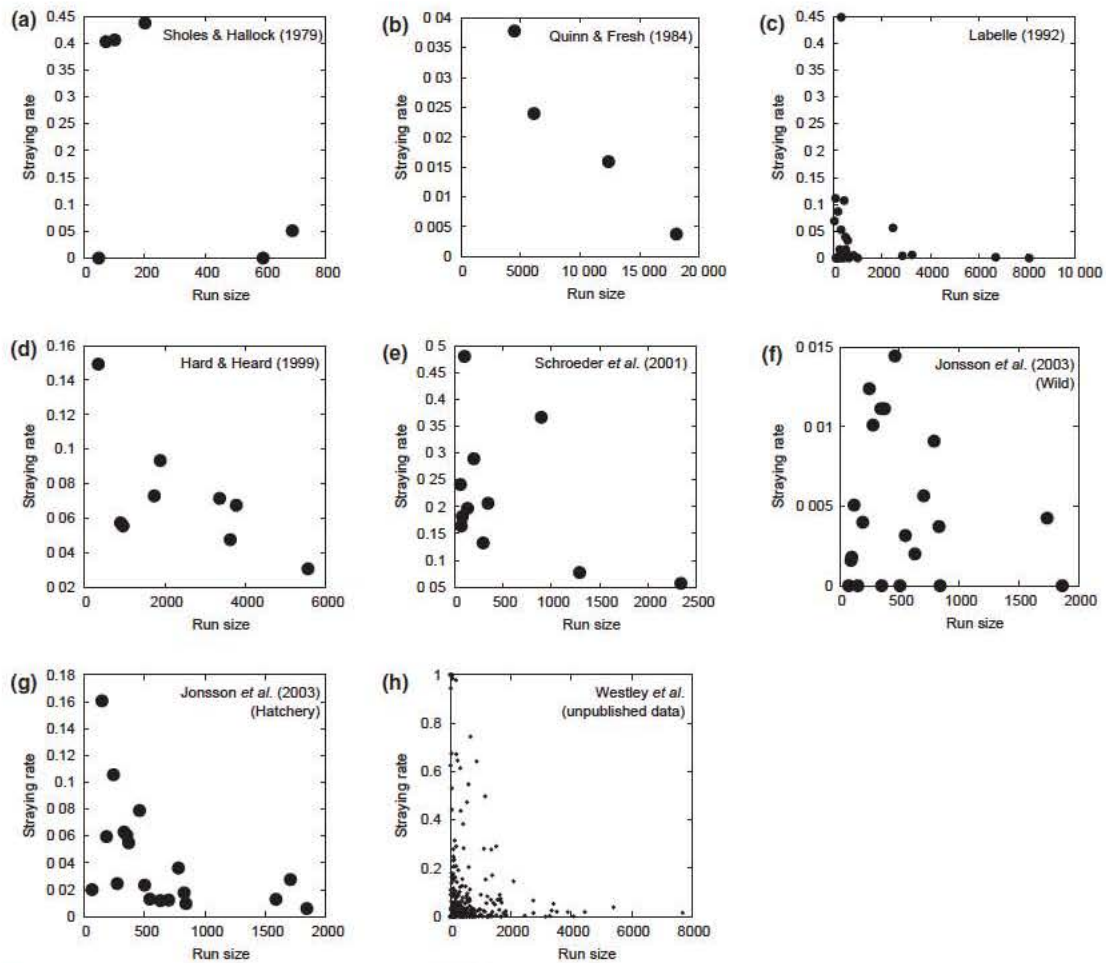 (a)
Sholes & Hallock (1979)
Straying rate
0.45
0.4
0.35
0 3
0.25
0 2
0.15
0.1
0 05
0
0 200 400 600 800
Run size
(b)
Quinn & Fresh (1984)
Straying rate
0 04
0 035
0 03
0 025
0 02
0 015
0 01
0 005
0
0 5000 10 000 15 000 20 000
Run size
(c)
Labelle (1992)
Straying rate
0.45
0.4
0.35
0 3
0.25
0 2
0.15
0.1
0 05
0
0 2000 4000 6000 8000 10 000
Run size
(d)
Hard & Heard (1999)
Straying rate
0.16
0.14
0.12
0.1
0 08
0 06
0 04
0 02
0 2000 4000 6000
Run size
(e)
Schroeder et al. (2001)
Straying rate
0 5
0.45
0.4
0.35
0 3
0.25
0 2
0.15
0.1
0 05
0 500 1000 1500 2000 2500
Run size
(f)
Jonsson et al. (2003)
(Wild)
Straying rate
0 015
0 01
0 005
0
0 500 1000 1500 2000
Run size
(g)
Jonsson et al. (2003)
(Hatchery)
Straying rate
0.18
0.16
0.14
0.12
0.1
0 08
0 06
0 04
0 02
0
0 500 1000 1500 2000
Run size
(h)
Westley et al.
(unpublished data)
Straying rate
1
0 8
0 6
0.4
0 2
0
0 2000 4000 6000 8000
Run size